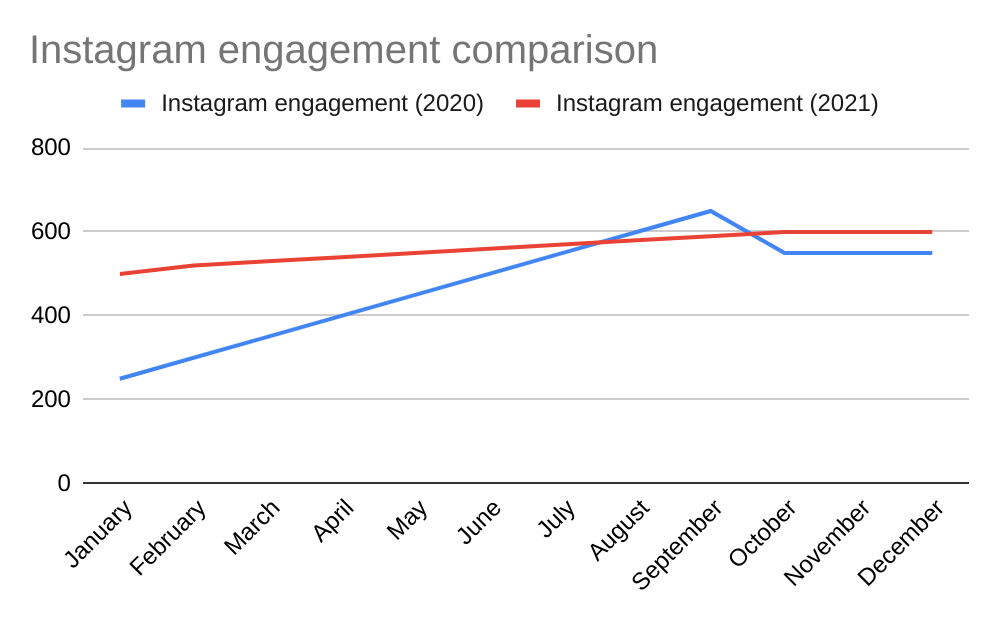 Instagram engagement comparison
Instagram engagement (2020) Instagram engagement (2021)
800
600
400
200
0
January February March April May June July August September October November December